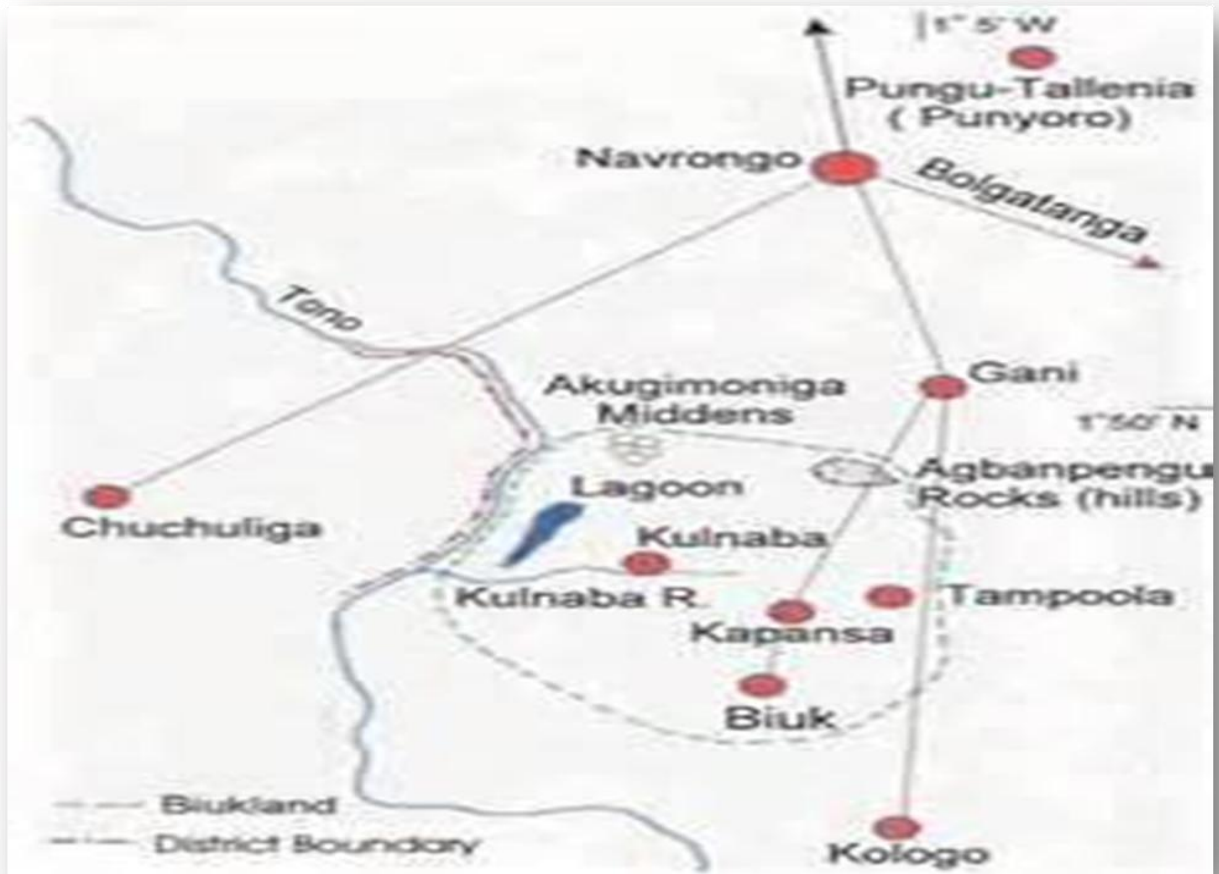 1° 5' W
Pungu-Tallenia
( Punyoro)
Navrongo
Bolgatanga
Tono
Gani
Akugimoniga
Middens
1°50' N
Agbanpengu
Rocks (hills)
Lagoon
Chuchuliga
Kulnaba
Kulnaba R.
Tampoola
Kapansa
Biuk
Biukland
District Boundary
Kologo